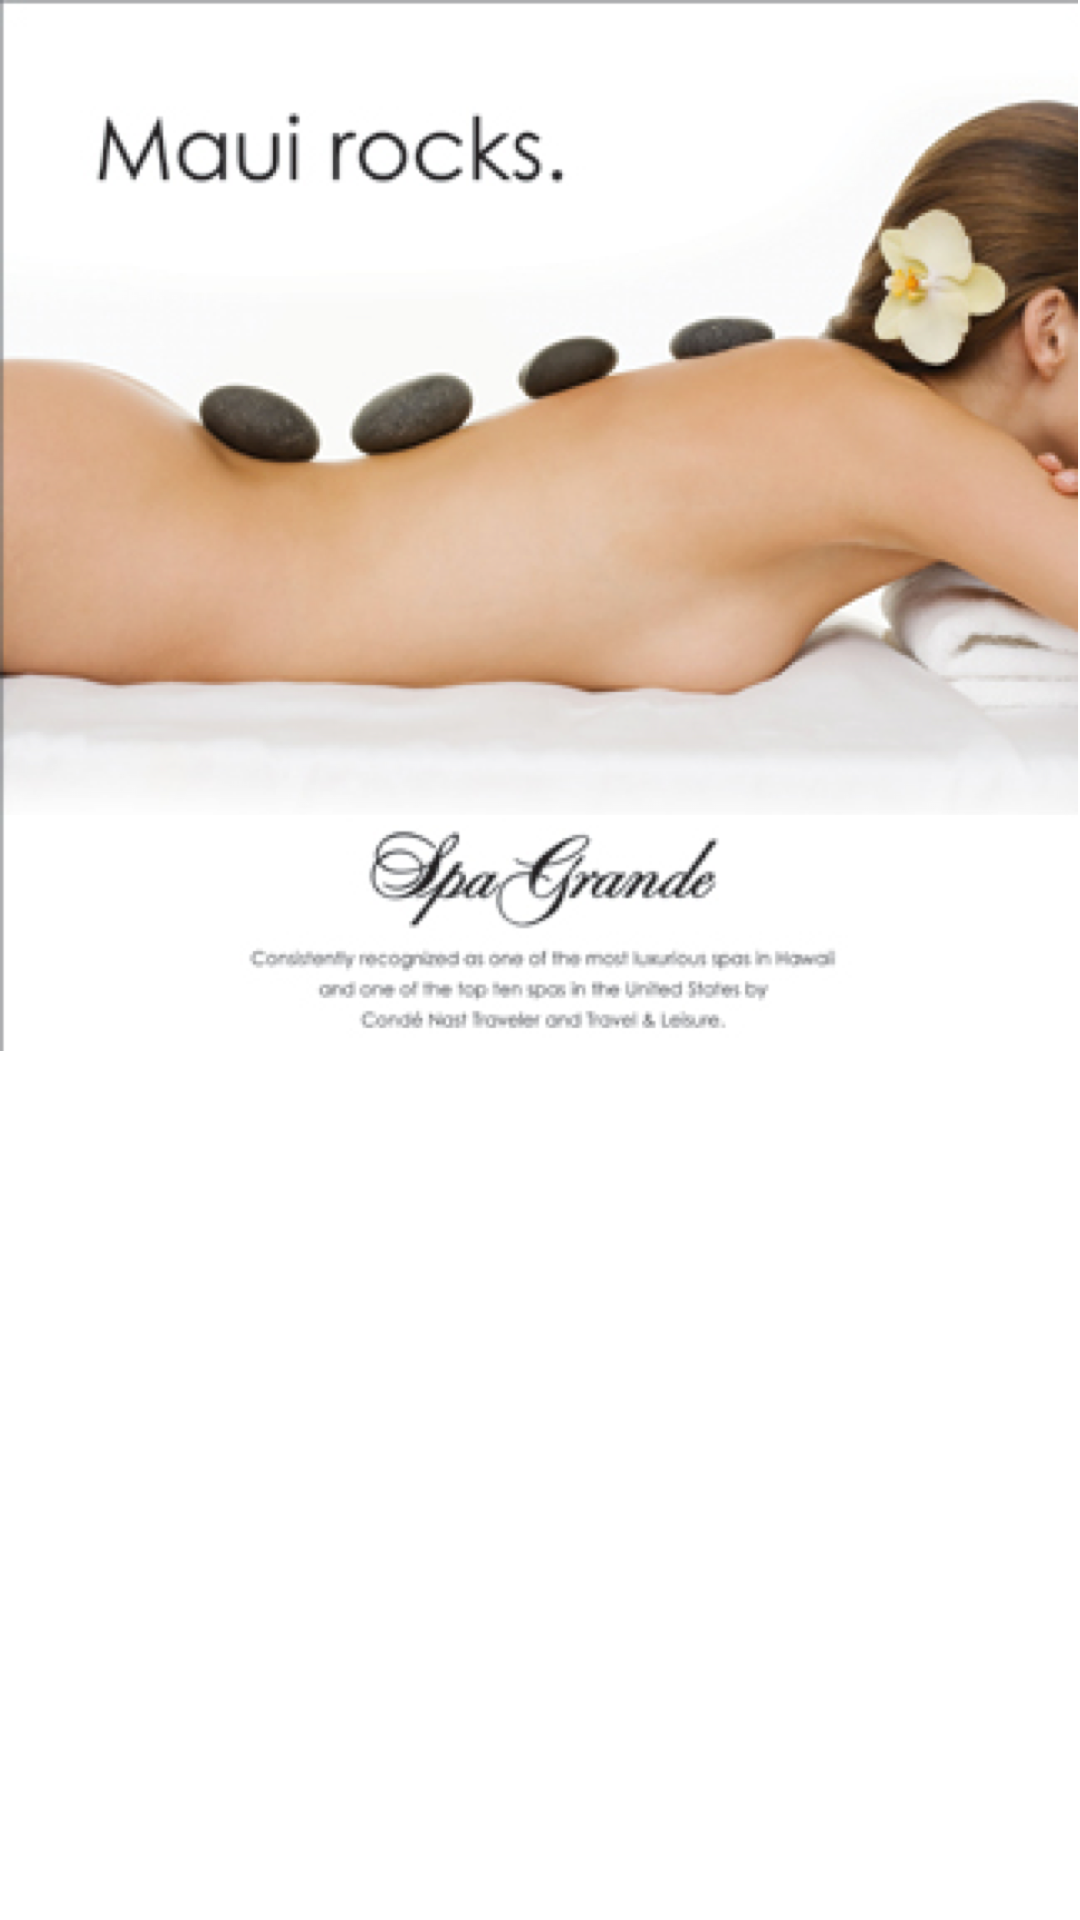 Maui rocks.
Spa Grande
Consistently recognized as one of the most luxurious spas in Hawaii
and one of the top ten spas in the United States by
Condé Nast Traveler and Travel & Leisure.